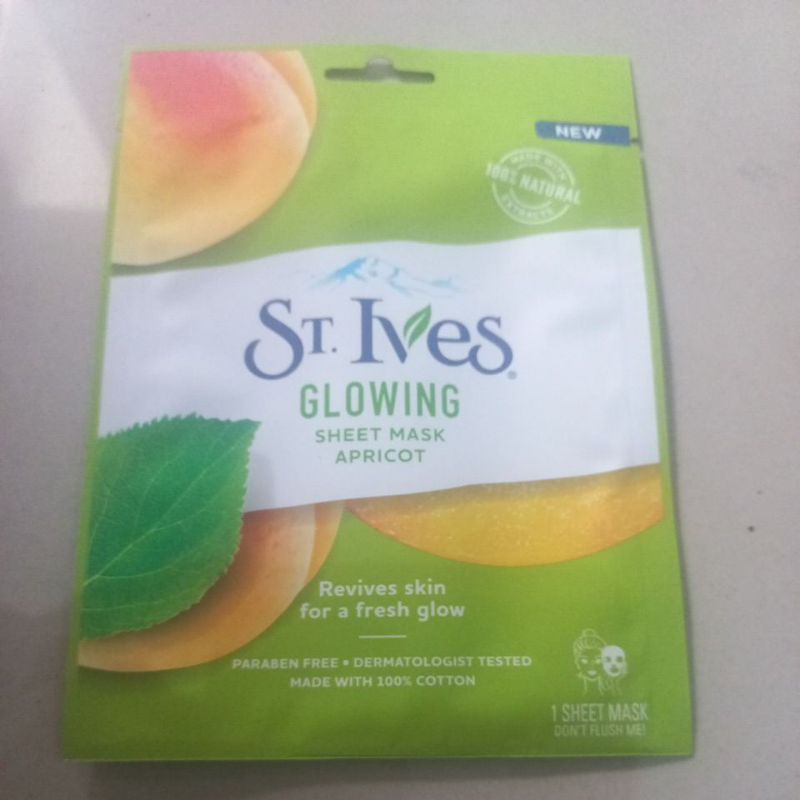 NEW
MADE WITH
100% NATURAL
EXTRACTS
ST. Ives®
GLOWING
SHEET MASK
APRICOT
Revives skin
for a fresh glow
PARABEN FREE • DERMATOLOGIST TESTED
MADE WITH 100% COTTON
1 SHEET MASK
DON'T FLUSH ME!